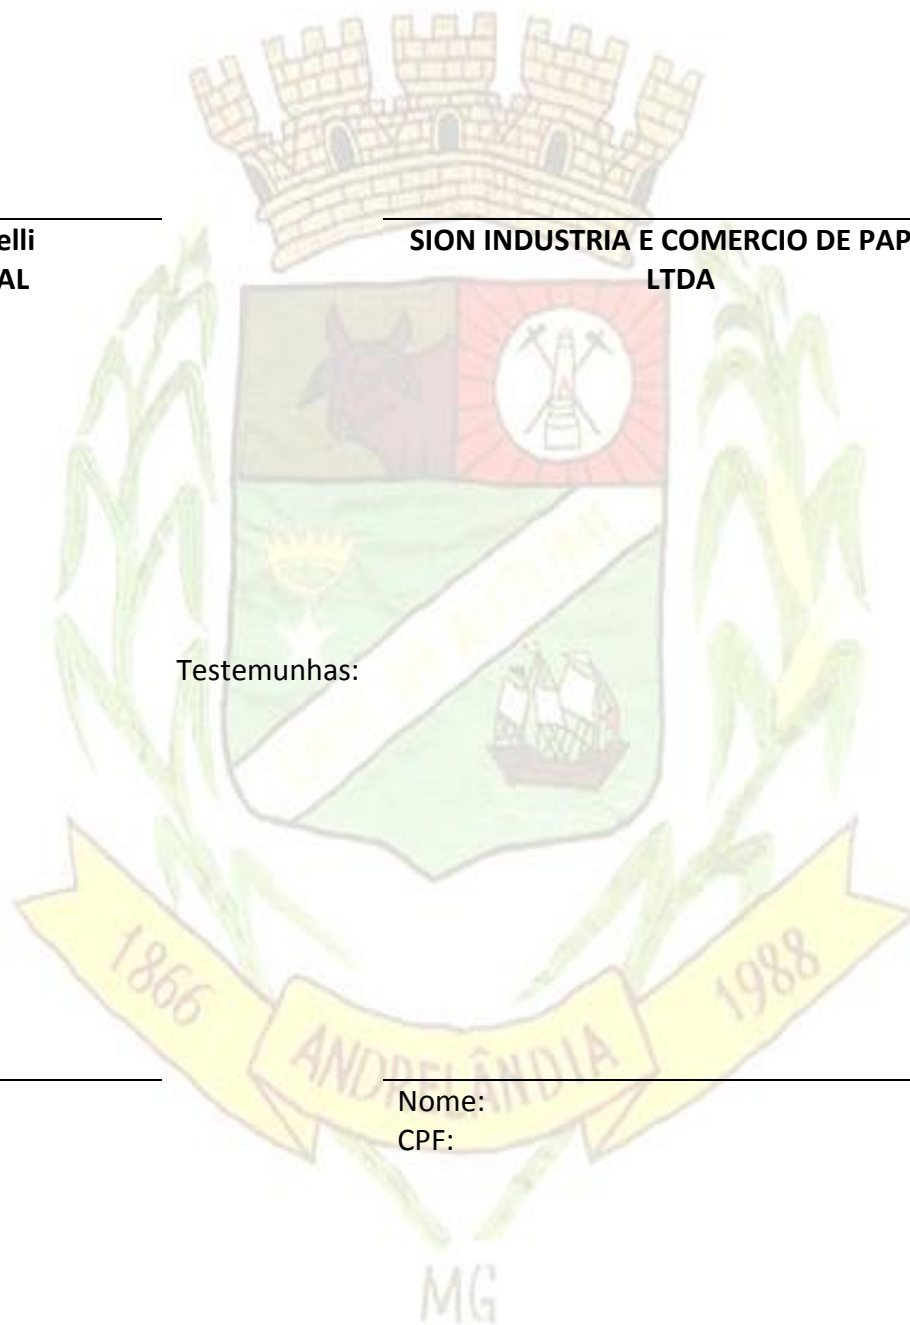 elli
AL
SION INDUSTRIA E COMERCIO DE PAP
LTDA
Testemunhas:
1866
ANDRELÂNDIA
1988
Nome:
CPF:
MG